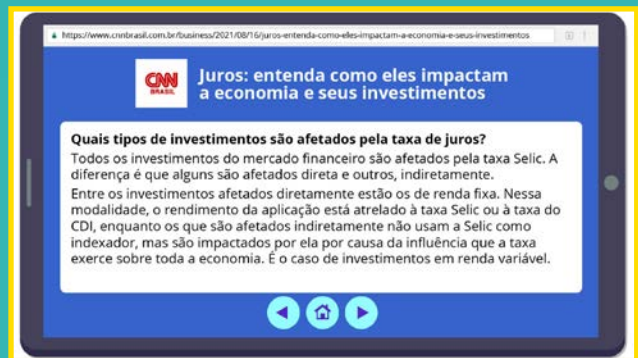 https://www.cnnbrasil.com.br/business/2021/08/16/juros-entenda-como-eles-impactam-a-economia-e-seus-investimentos
CNN
BRASIL
Juros: entenda como eles impactam
a economia e seus investimentos
Quais tipos de investimentos são afetados pela taxa de juros?
Todos os investimentos do mercado financeiro são afetados pela taxa Selic. A
diferença é que alguns são afetados direta e outros, indiretamente.
Entre os investimentos afetados diretamente estão os de renda fixa. Nessa
modalidade, o rendimento da aplicação está atrelado à taxa Selic ou à taxa do
CDI, enquanto os que são afetados indiretamente não usam a Selic como
indexador, mas são impactados por ela por causa da influência que a taxa
exerce sobre toda a economia. É o caso de investimentos em renda variável.